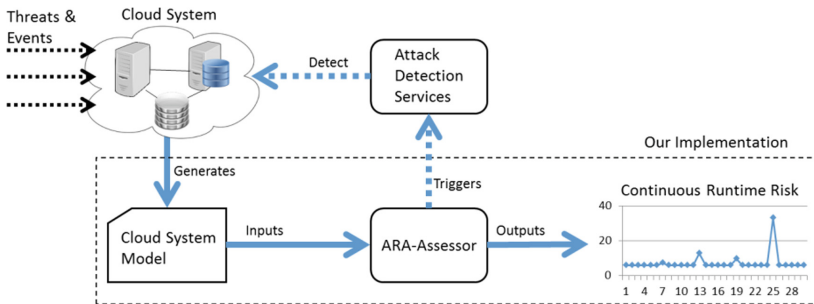 Threats &
Events
Cloud System
Detect
Attack
Detection
Services
Our Implementation
Generates
Triggers
Cloud System
Model
Inputs
ARA-Assessor
Outputs
Continuous Runtime Risk
40
20
0
1 4 7 10 13 16 19 22 25 28